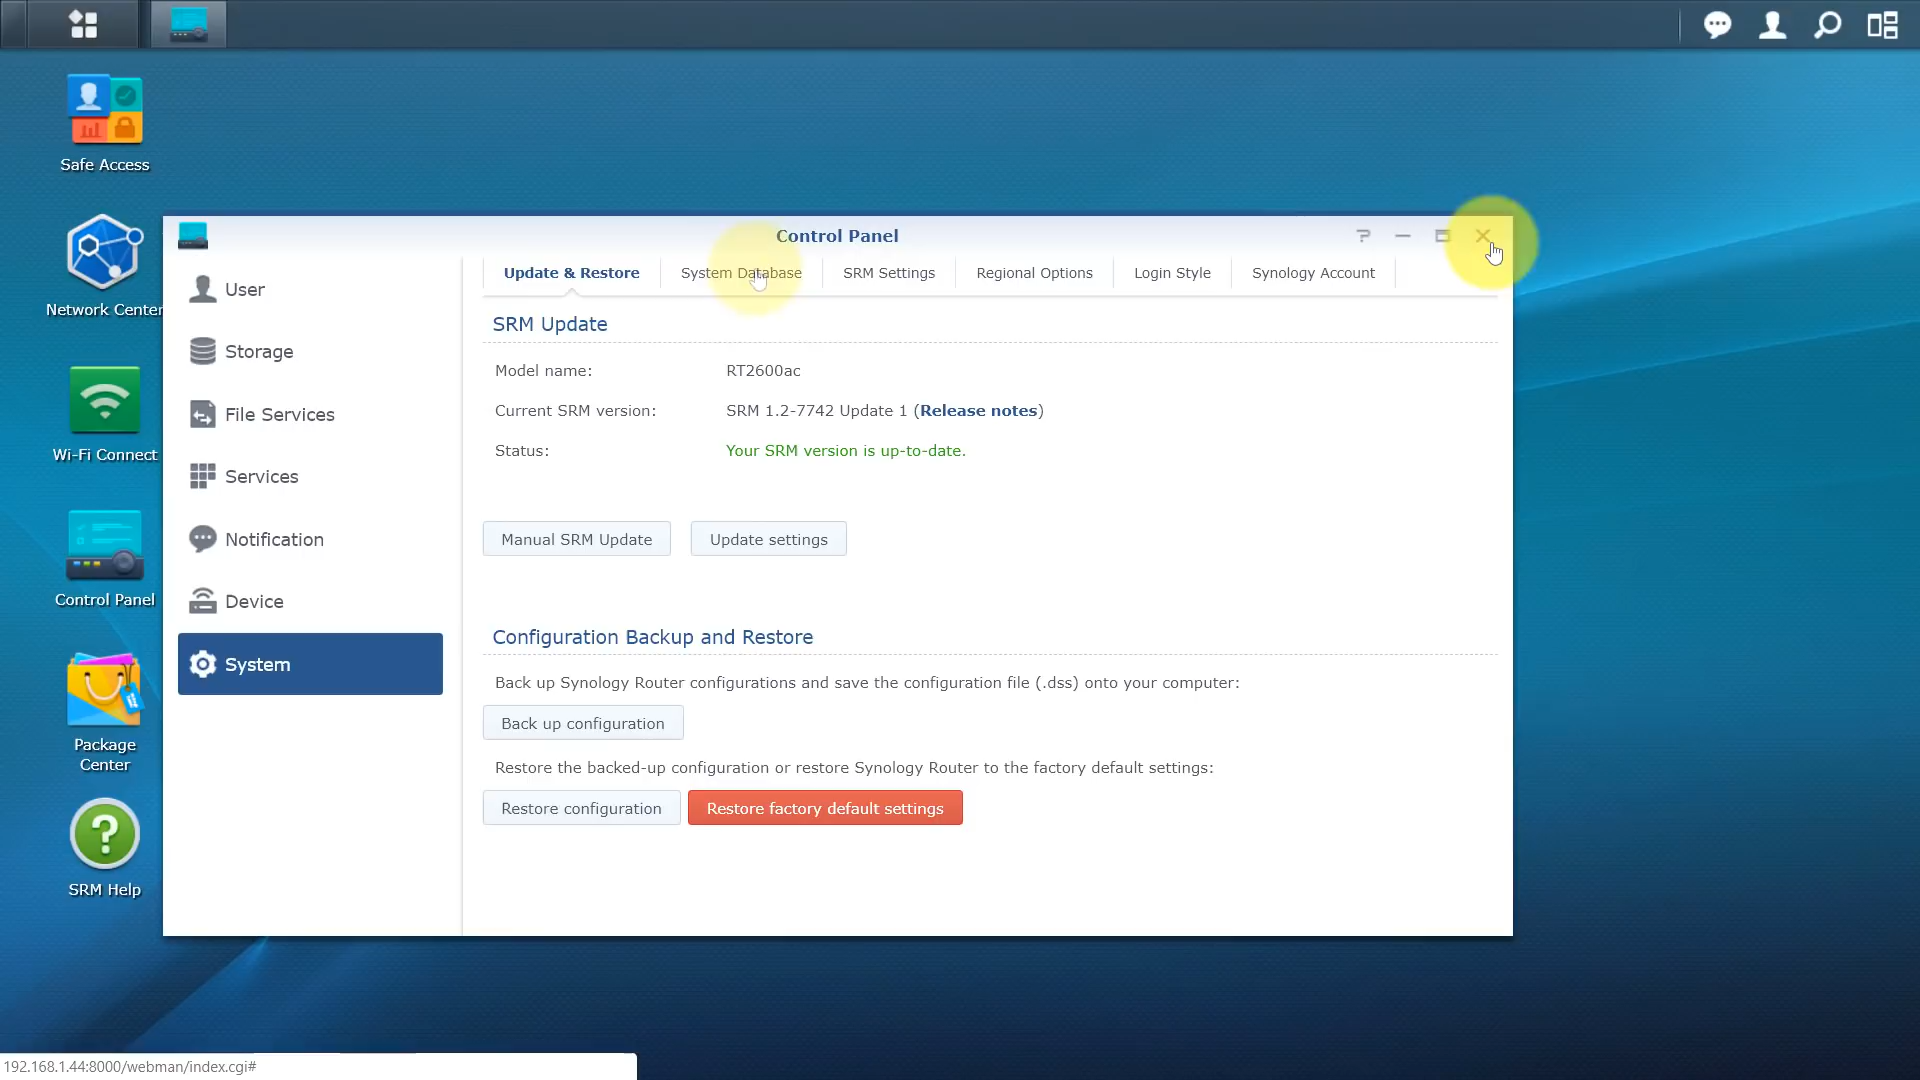 Safe Access
Network Center
Wi-Fi Connect
Control Panel
Package
Center
SRM Help
Control Panel
User
Storage
File Services
Services
Notification
Device
System
Update & Restore
System Database
SRM Settings
Regional Options
Login Style
Synology Account
SRM Update
Model name: RT2600ac
Current SRM version: SRM 1.2-7742 Update 1 (Release notes)
Status: Your SRM version is up-to-date.
Manual SRM Update
Update settings
Configuration Backup and Restore
Back up Synology Router configurations and save the configuration file (.dss) onto your computer:
Back up configuration
Restore the backed-up configuration or restore Synology Router to the factory default settings:
Restore configuration
Restore factory default settings
192.168.1.44:8000/webman/index.cgi#